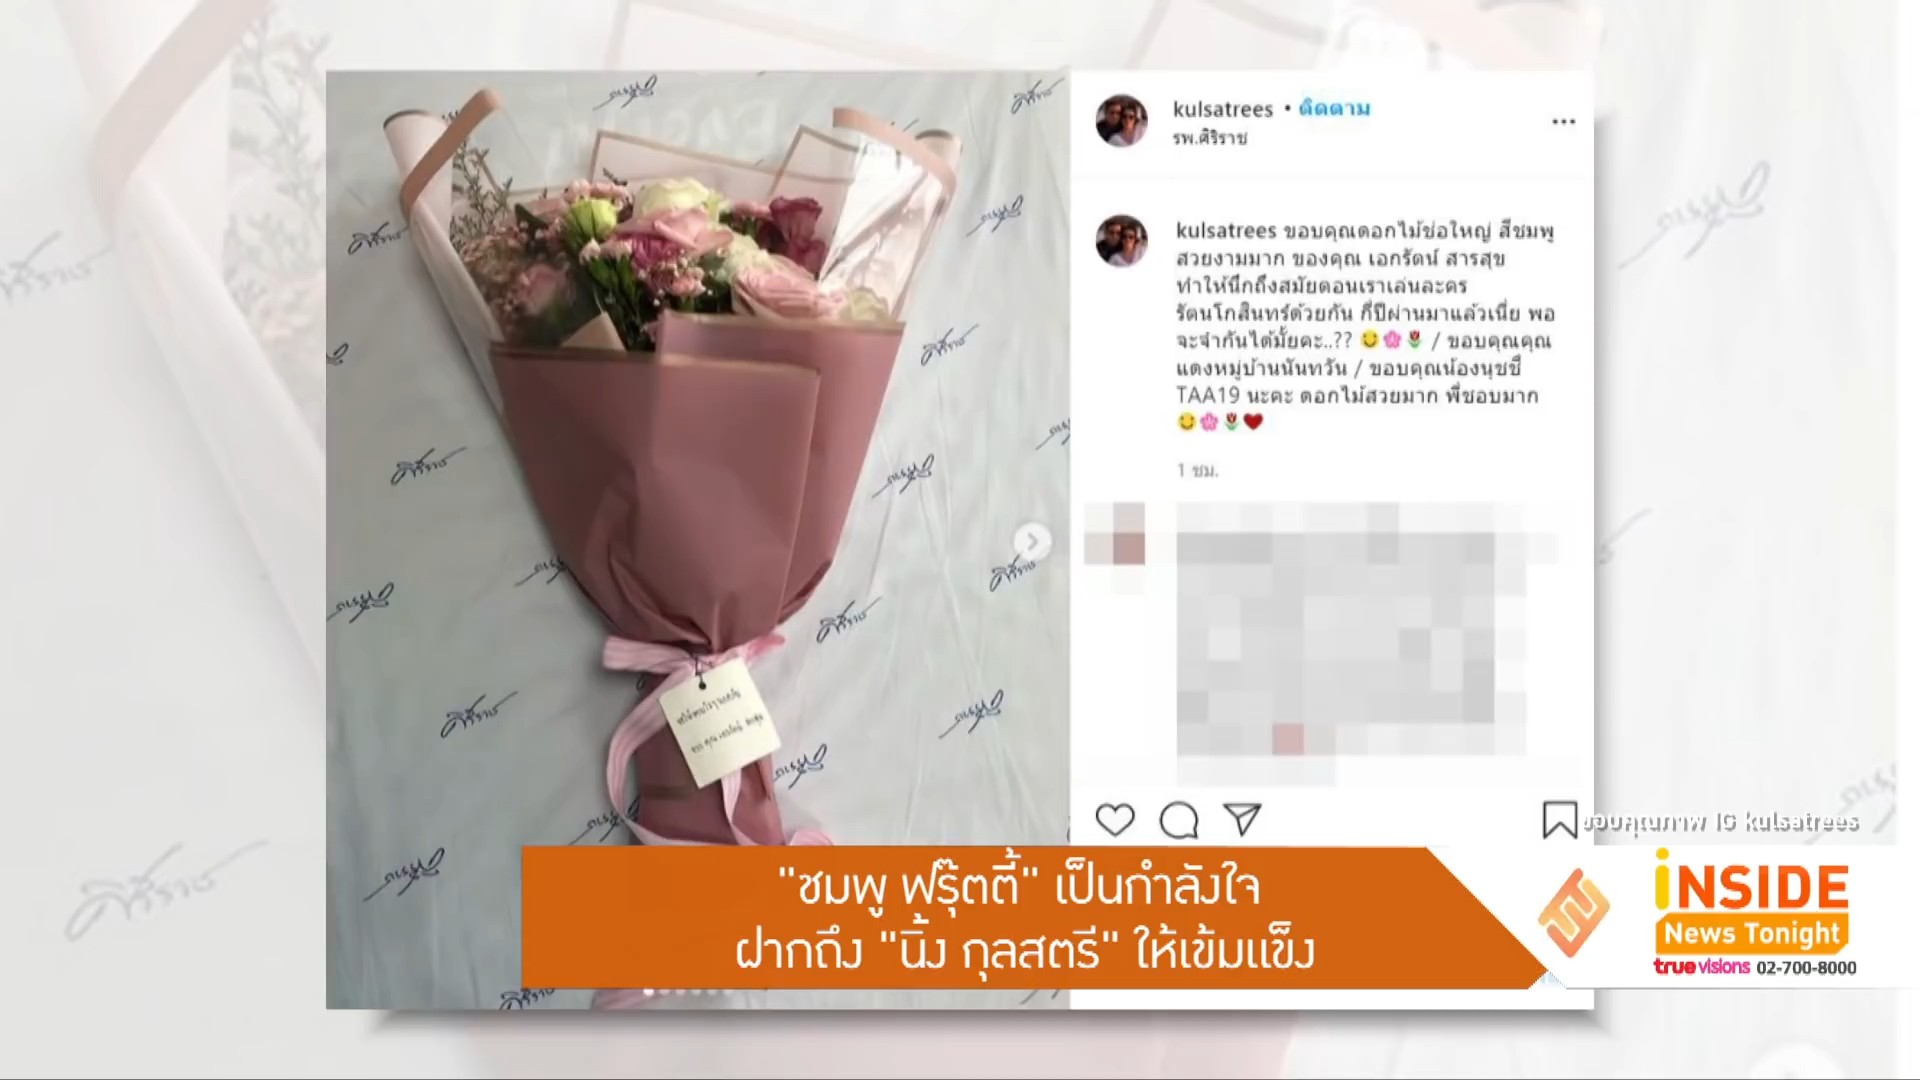 kulsatrees • ติดตาม
รพ.ศิริราช
kulsatrees ขอบคุณดอกไม้ช่อใหญ่ สีชมพู
สวยงามมาก ของคุณ เอกรัตน์ สารสุข
ทำให้นึกถึงสมัยตอนเราเล่นละคร
รัตนโกสินทร์ด้วยกัน กี่ปีผ่านมาแล้วเนี่ย พอ
จะจำกันได้มั้ยคะ..?? 😊🌸🌷 / ขอบคุณคุณ
แดงหมู่บ้านนันทวัน / ขอบคุณน้องนุชชี่
TAA19 นะคะ ดอกไม้สวยมาก พี่ชอบมาก
😊🌸🌷❤️
1 ชม.
ศิริราช
ขอบคุณภาพ IG kulsatrees
"ชมพู ฟรุ๊ตตี้" เป็นกำลังใจ
ฝากถึง "นิ้ง กุลสตรี" ให้เข้มแข็ง
iNSIDE
News Tonight
truevisions 02-700-8000